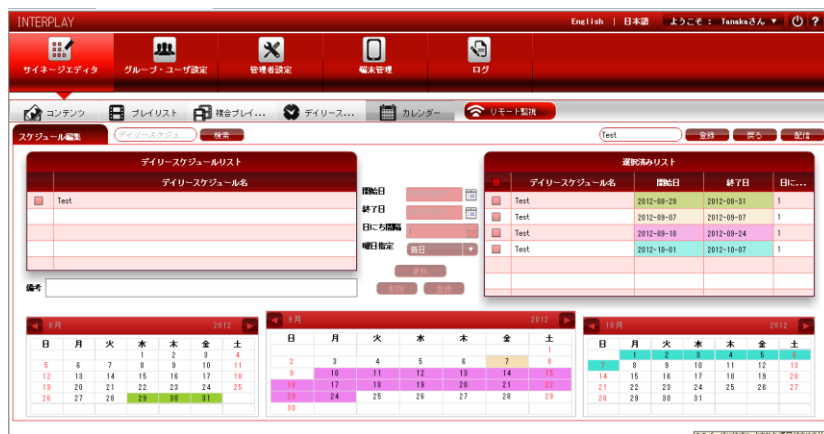 INTERPLAY
English | 日本語 ようこそ : Tanakaさん ▼ ?
サイネージエディタ グループ・ユーザ設定 管理者設定 端末管理 ログ
コンテンツ プレイリスト 複合プレイ... デイリース... カレンダー リモート監視
スケジュール編集 デイリースケジュ... 検索 Test 登録 戻る 配信
デイリースケジュールリスト
デイリースケジュール名
Test
備考
開始日
終了日
日にち間隔 1
曜日指定 毎日 ▼
更新
削除 登録
選択済みリスト
デイリースケジュール名 開始日 終了日 日に...
Test 2012-08-29 2012-08-31 1
Test 2012-09-07 2012-09-07 1
Test 2012-09-10 2012-09-24 1
Test 2012-10-01 2012-10-07 1
8月 2012
日 月 火 水 木 金 土
1 2 3 4
5 6 7 8 9 10 11
12 13 14 15 16 17 18
19 20 21 22 23 24 25
26 27 28 29 30 31
9月 2012
日 月 火 水 木 金 土
1
2 3 4 5 6 7 8
9 10 11 12 13 14 15
16 17 18 19 20 21 22
23 24 25 26 27 28 29
30
10月 2012
日 月 火 水 木 金 土
1 2 3 4 5 6
7 8 9 10 11 12 13
14 15 16 17 18 19 20
21 22 23 24 25 26 27
28 29 30 31